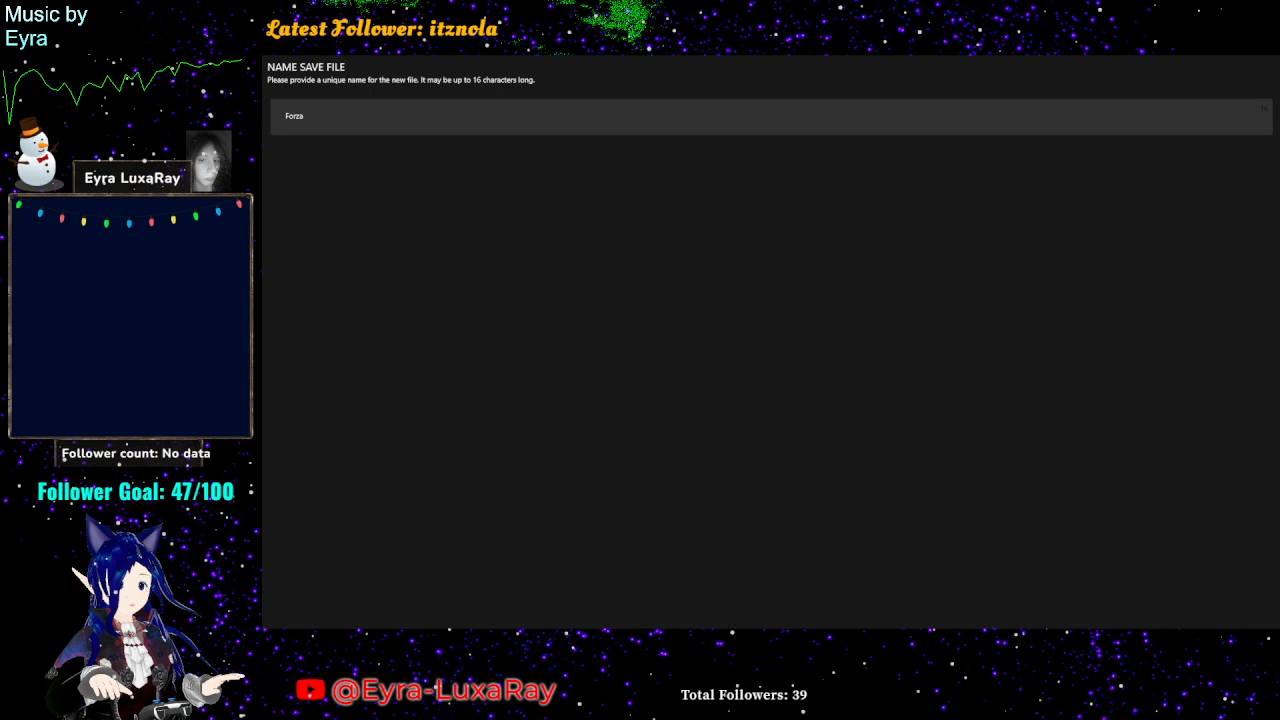 Music by
Eyra
Latest Follower: itznola
NAME SAVE FILE
Please provide a unique name for the new file. It may be up to 16 characters long.
Forza
Eyra LuxaRay
Follower count: No data
Follower Goal: 47/100
@Eyra-LuxaRay
Total Followers: 39